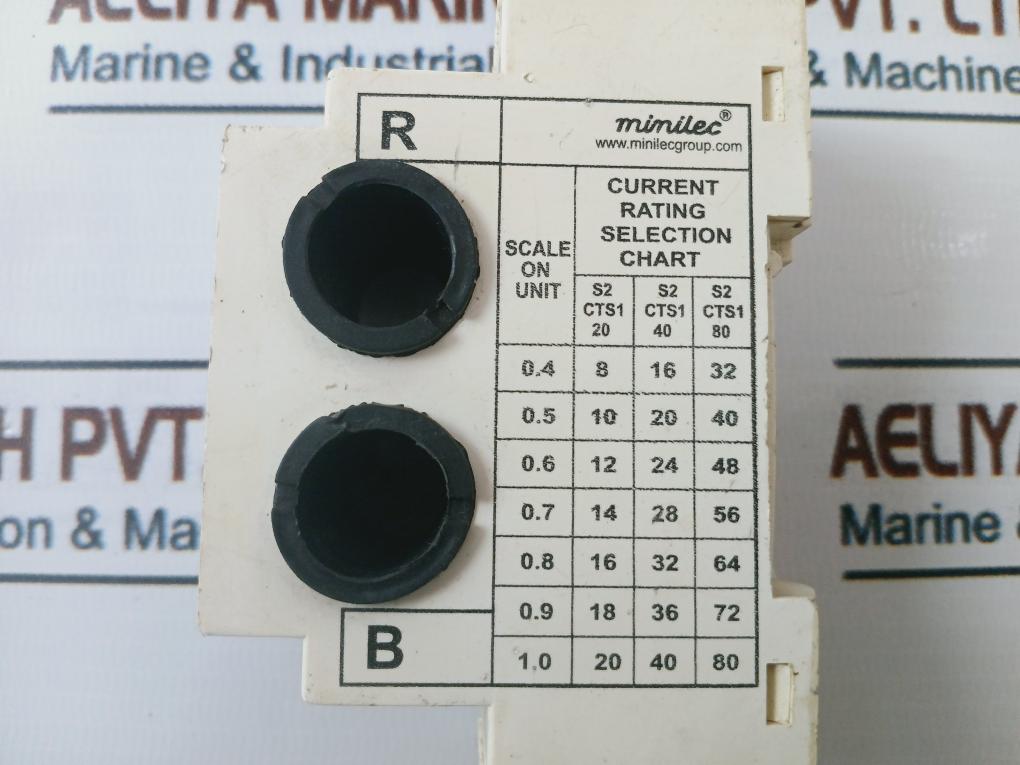 Marine & Industrial & Machine
R
minilec®
www.minilecgroup.com
CURRENT
RATING
SELECTION
CHART
SCALE
ON
UNIT
S2 S2 S2
CTS1 CTS1 CTS1
20 40 80
0.4 8 16 32
0.5 10 20 40
0.6 12 24 48
0.7 14 28 56
0.8 16 32 64
0.9 18 36 72
1.0 20 40 80
B
H PVT
on & Ma
AELIYA
Marine &